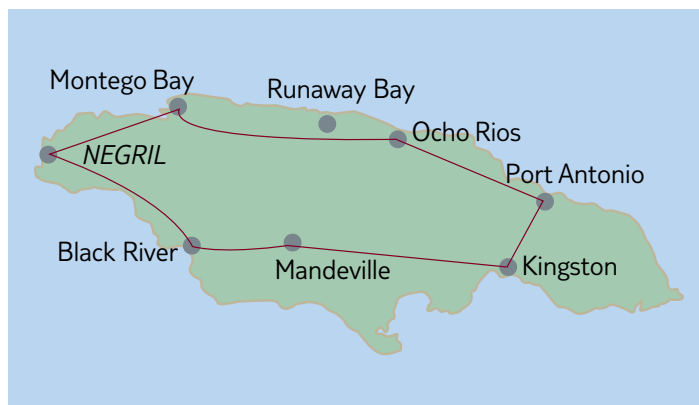 Montego Bay
Runaway Bay
Ocho Rios
NEGRIL
Port Antonio
Black River
Mandeville
Kingston